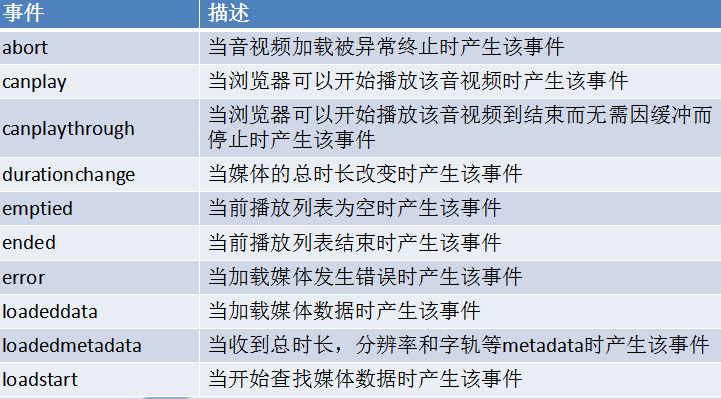 事件 描述
abort 当音视频加载被异常终止时产生该事件
canplay 当浏览器可以开始播放该音视频时产生该事件
canplaythrough 当浏览器可以开始播放该音视频到结束而无需因缓冲而
停止时产生该事件
durationchange 当媒体的总时长改变时产生该事件
emptied 当前播放列表为空时产生该事件
ended 当前播放列表结束时产生该事件
error 当加载媒体发生错误时产生该事件
loadeddata 当加载媒体数据时产生该事件
loadedmetadata 当收到总时长，分辨率和字轨等metadata时产生该事件
loadstart 当开始查找媒体数据时产生该事件